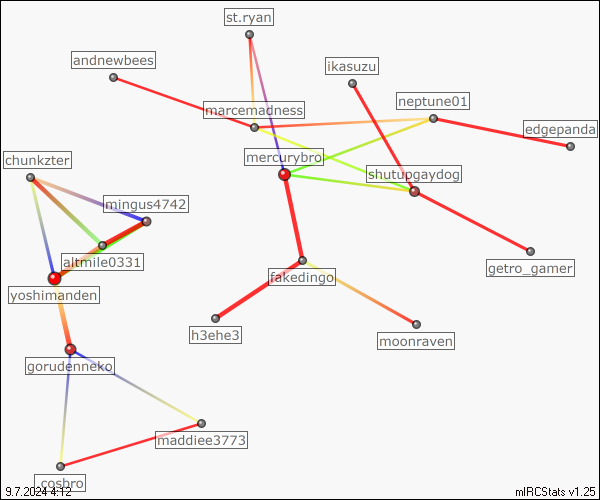 st.ryan
andnewbees
ikasuzu
marcemadness
neptune01
edgepanda
mercurybro
chunkzter
shutupgaydog
mingus4742
altmile0331
getro_gamer
fakedingo
yoshimanden
h3ehe3
moonraven
gorudenneko
maddiee3773
_cosbro
9.7.2024 4:12
mIRCStats v1.25